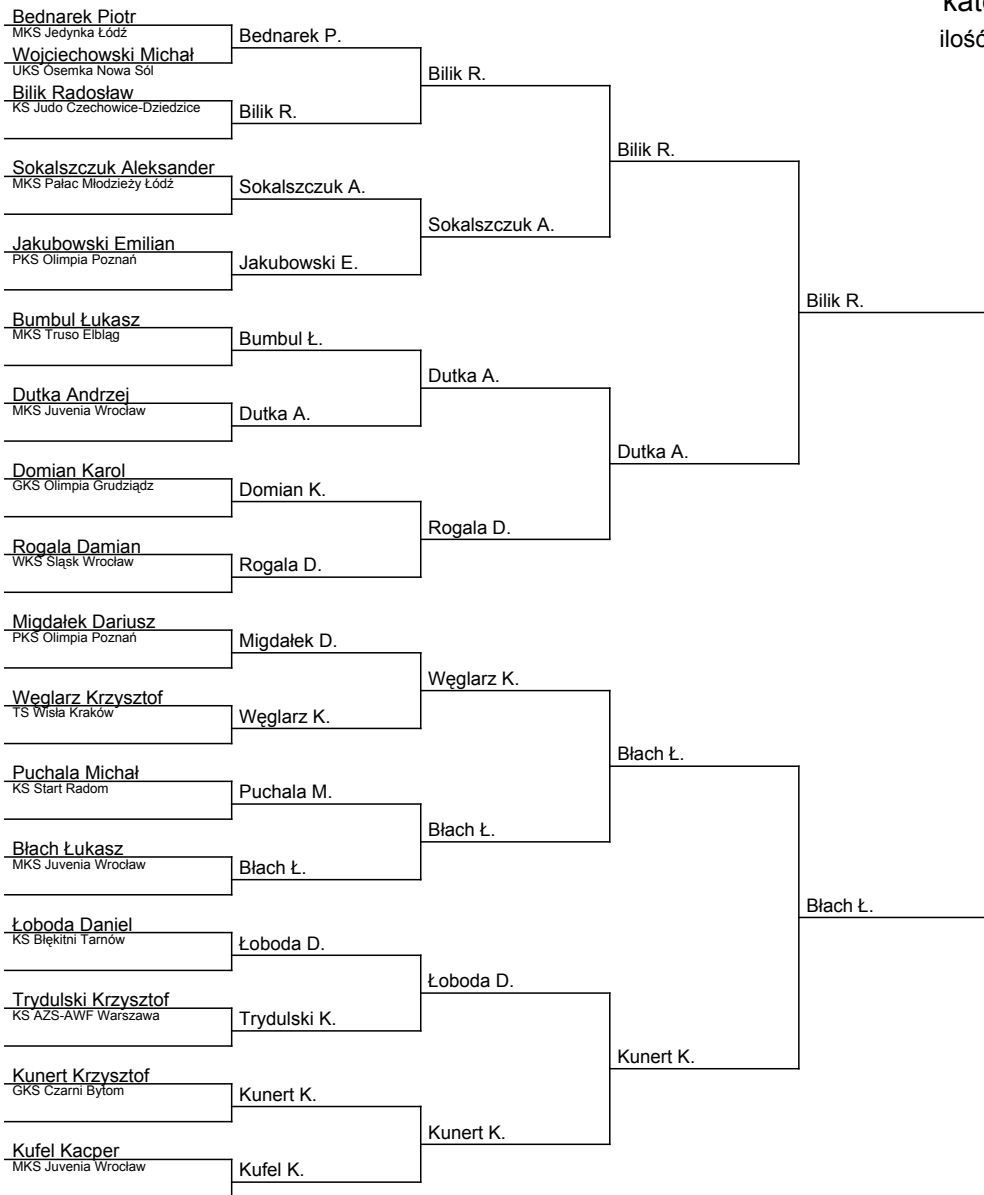 kat
ilość
Bednarek Piotr
MKS Jedynka Łódź
Wojciechowski Michał
UKS Ósemka Nowa Sól
Bilik Radosław
KS Judo Czechowice-Dziedzice
Sokalszczuk Aleksander
MKS Pałac Młodzieży Łódź
Jakubowski Emilian
PKS Olimpia Poznań
Bumbul Łukasz
MKS Truso Elbląg
Dutka Andrzej
MKS Juvenia Wrocław
Domian Karol
GKS Olimpia Grudziądz
Rogala Damian
WKS Śląsk Wrocław
Migdałek Dariusz
PKS Olimpia Poznań
Węglarz Krzysztof
TS Wisła Kraków
Puchala Michał
KS Start Radom
Błach Łukasz
MKS Juvenia Wrocław
Łoboda Daniel
KS Błękitni Tarnów
Trydulski Krzysztof
KS AZS-AWF Warszawa
Kunert Krzysztof
GKS Czarni Bytom
Kufel Kacper
MKS Juvenia Wrocław
Bednarek P.
Bilik R.
Sokalszczuk A.
Jakubowski E.
Bumbul Ł.
Dutka A.
Domian K.
Rogala D.
Migdałek D.
Węglarz K.
Puchala M.
Błach Ł.
Łoboda D.
Trydulski K.
Kunert K.
Kufel K.
Bilik R.
Sokalszczuk A.
Dutka A.
Rogala D.
Węglarz K.
Błach Ł.
Łoboda D.
Kunert K.
Bilik R.
Dutka A.
Błach Ł.
Kunert K.
Bilik R.
Błach Ł.